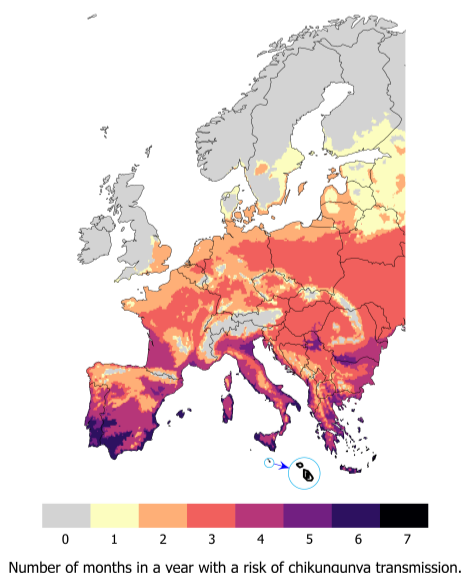 0 1 2 3 4 5 6 7
Number of months in a year with a risk of chikungunya transmission.